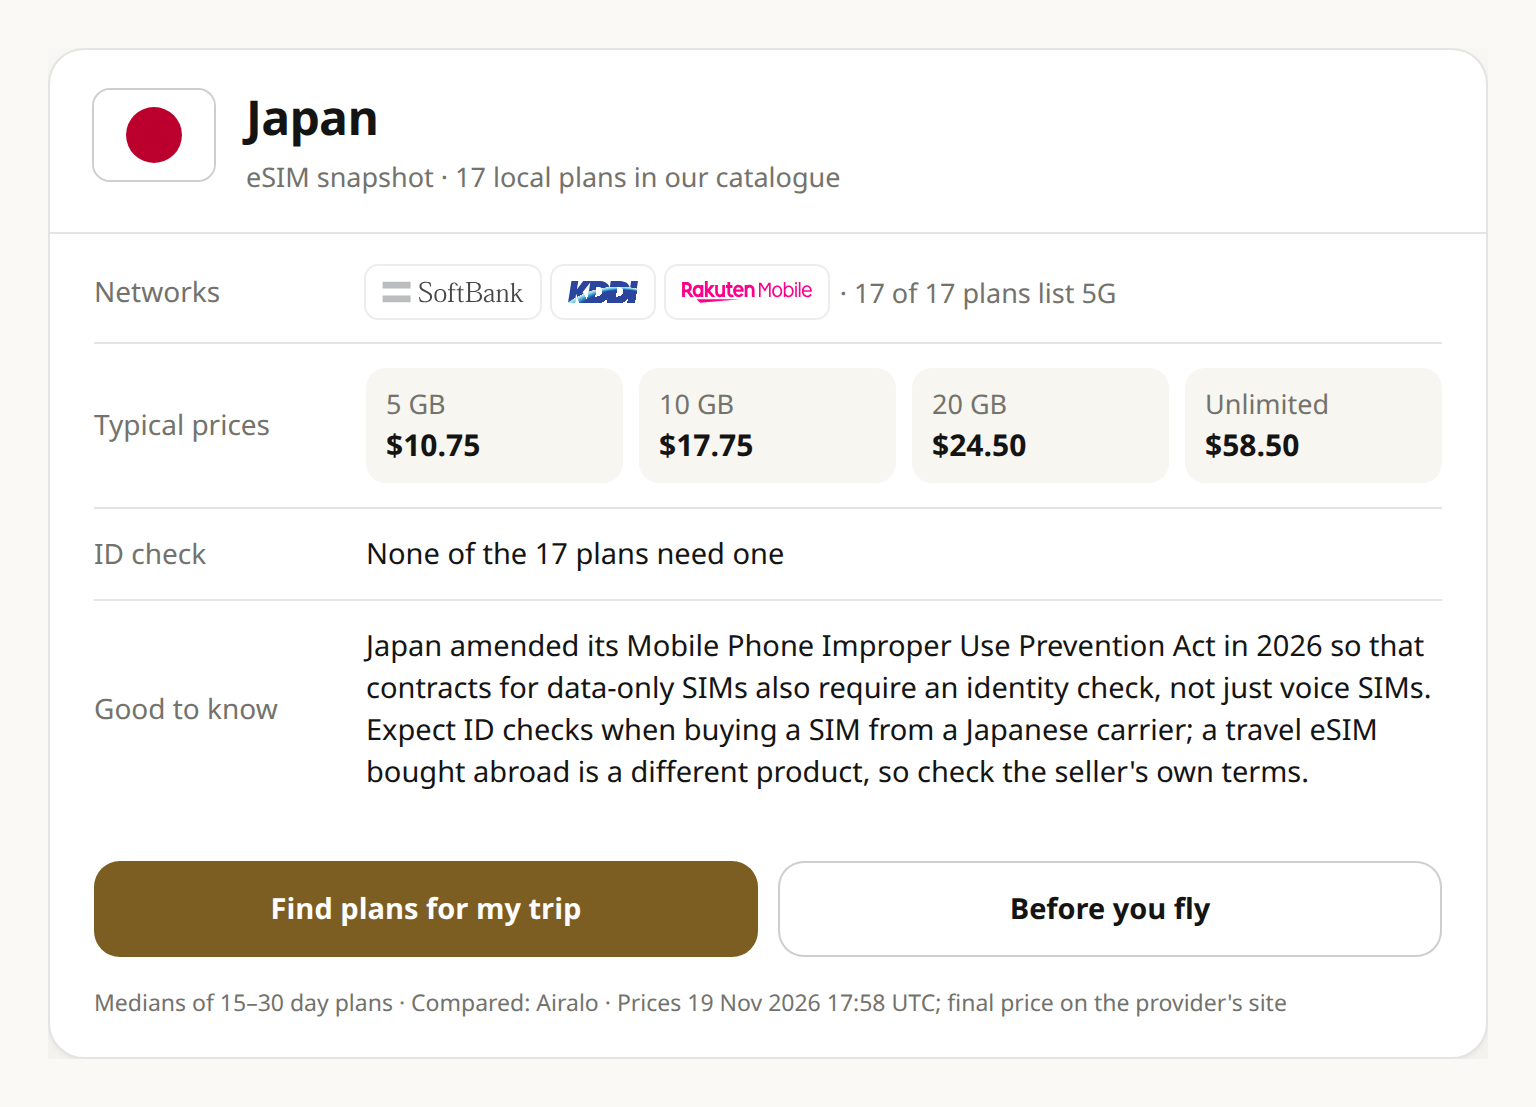 Japan
eSIM snapshot · 17 local plans in our catalogue
Networks
SoftBank
KDDI
Rakuten Mobile
· 17 of 17 plans list 5G
Typical prices
5 GB
$10.75
10 GB
$17.75
20 GB
$24.50
Unlimited
$58.50
ID check
None of the 17 plans need one
Good to know
Japan amended its Mobile Phone Improper Use Prevention Act in 2026 so that
contracts for data-only SIMs also require an identity check, not just voice SIMs.
Expect ID checks when buying a SIM from a Japanese carrier; a travel eSIM
bought abroad is a different product, so check the seller's own terms.
Find plans for my trip
Before you fly
Medians of 15–30 day plans · Compared: Airalo · Prices 19 Nov 2026 17:58 UTC; final price on the provider's site